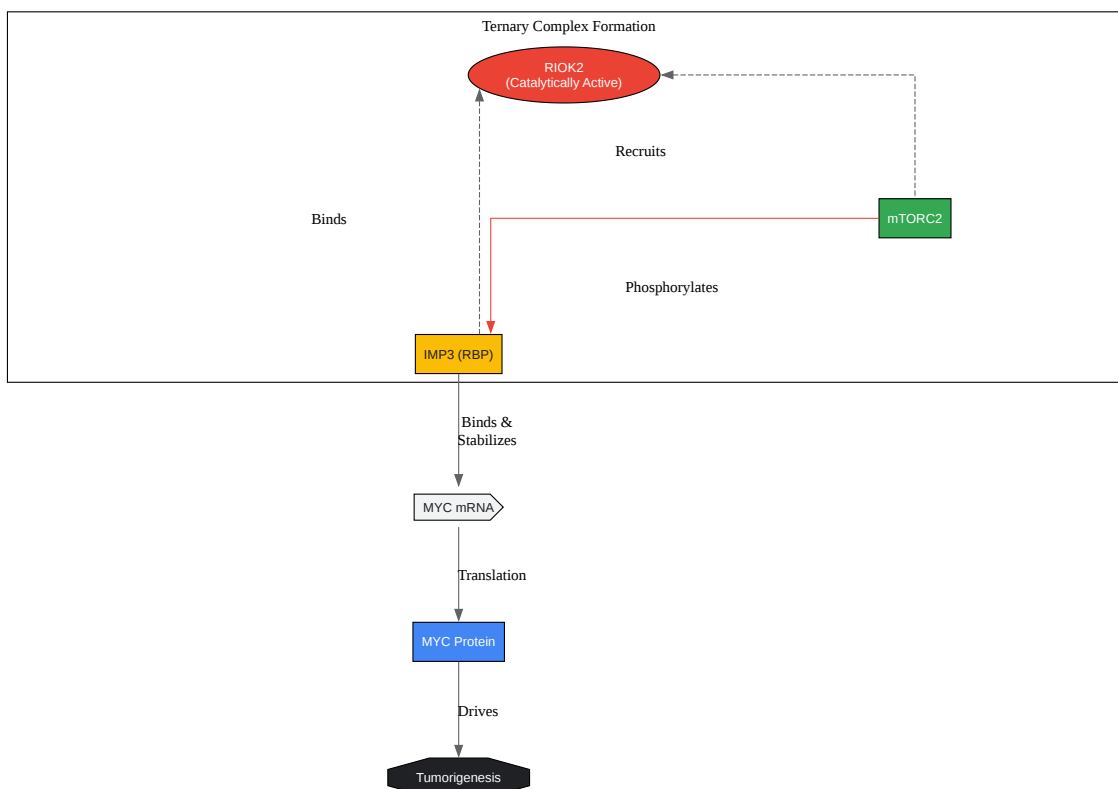 Ternary Complex Formation
RIOK2
(Catalytically Active)
Recruits
Binds
mTORC2
Phosphorylates
IMP3 (RBP)
Binds &
Stabilizes
MYC mRNA
Translation
MYC Protein
Drives
Tumorigenesis